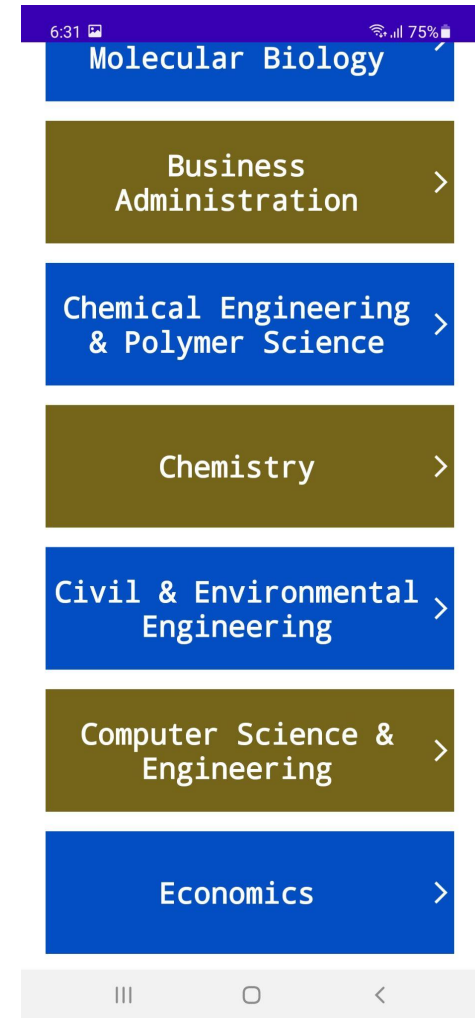 6:31 75%
Molecular Biology
Business
Administration
Chemical Engineering
& Polymer Science
Chemistry
Civil & Environmental
Engineering
Computer Science &
Engineering
Economics